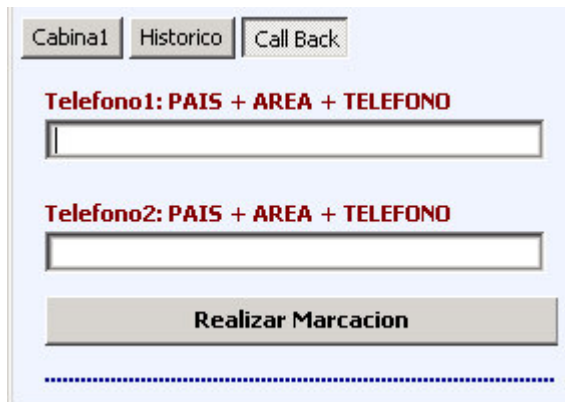 Cabina1 Historico Call Back
Telefono1: PAIS + AREA + TELEFONO
Telefono2: PAIS + AREA + TELEFONO
Realizar Marcacion